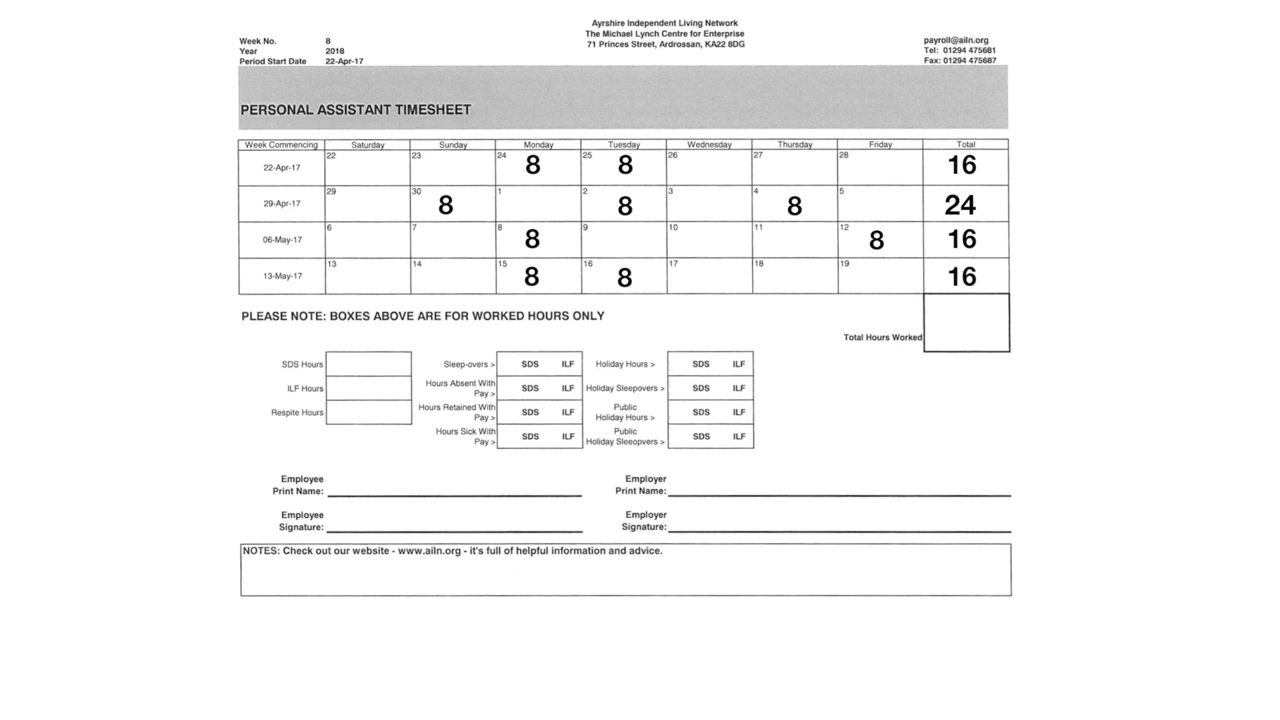 Ayrshire Independent Living Network
The Michael Lynch Centre for Enterprise
71 Princes Street, Ardrossan, KA22 8DG
Week No. 8
Year 2018
Period Start Date 22-Apr-17
payroll@ailn.org
Tel: 01294 475681
Fax: 01294 475687
PERSONAL ASSISTANT TIMESHEET
Week Commencing Saturday Sunday Monday Tuesday Wednesday Thursday Friday Total
22-Apr-17 22 23 24 8 25 8 26 27 28 16
29-Apr-17 29 30 8 1 2 8 3 4 8 5 24
06-May-17 6 7 8 8 9 10 11 12 8 16
13-May-17 13 14 15 8 16 8 17 18 19 16
PLEASE NOTE: BOXES ABOVE ARE FOR WORKED HOURS ONLY
Total Hours Worked
SDS Hours Sleep-overs > SDS ILF Holiday Hours > SDS ILF
ILF Hours Hours Absent With Pay > SDS ILF Holiday Sleepovers > SDS ILF
Respite Hours Hours Retained With Pay > SDS ILF Public Holiday Hours > SDS ILF
Hours Sick With Pay > SDS ILF Public Holiday Sleeopvers > SDS ILF
Employee Print Name: Employer Print Name:
Employee Signature: Employer Signature:
NOTES: Check out our website - www.ailn.org - it's full of helpful information and advice.